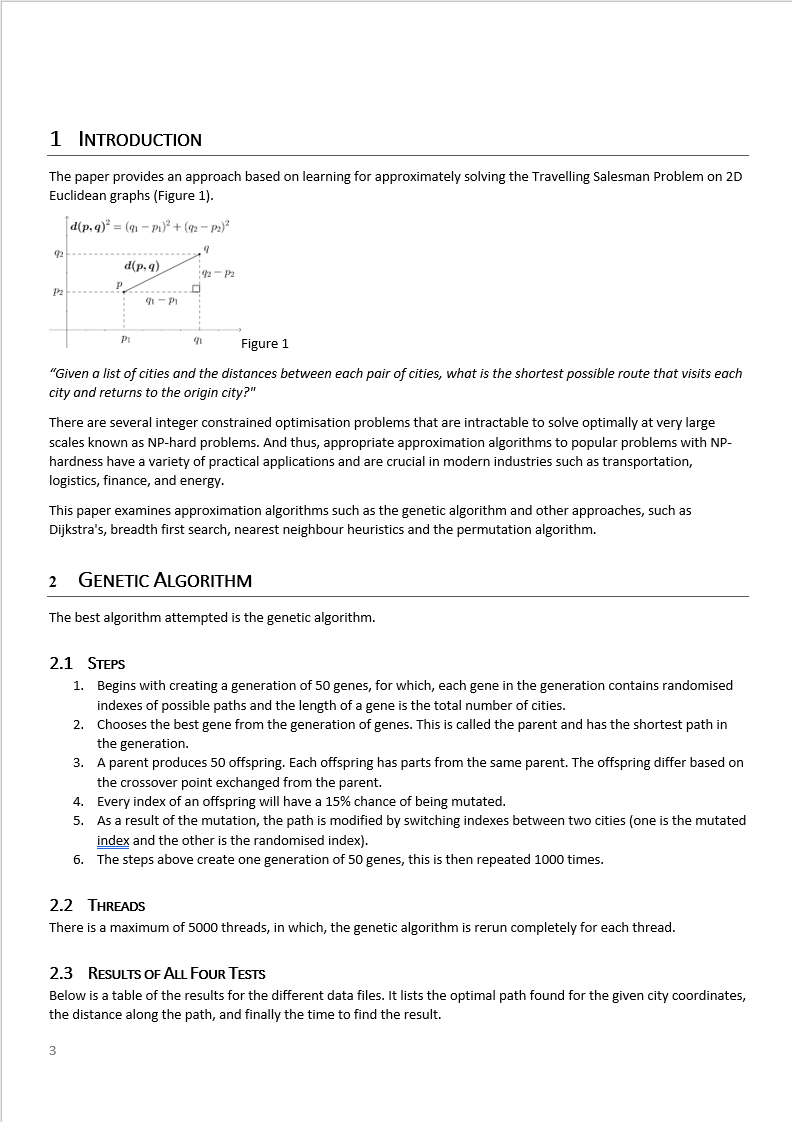 1 INTRODUCTION
The paper provides an approach based on learning for approximately solving the Travelling Salesman Problem on 2D
Euclidean graphs (Figure 1).
d(p,q)² = (q₁ − p₁)² + (q₂ − p₂)²
q₂
q
d(p,q)
q₂ − p₂
p
p₂
q₁ − p₁
p₁
q₁
Figure 1
“Given a list of cities and the distances between each pair of cities, what is the shortest possible route that visits each
city and returns to the origin city?"
There are several integer constrained optimisation problems that are intractable to solve optimally at very large
scales known as NP-hard problems. And thus, appropriate approximation algorithms to popular problems with NP-
hardness have a variety of practical applications and are crucial in modern industries such as transportation,
logistics, finance, and energy.
This paper examines approximation algorithms such as the genetic algorithm and other approaches, such as
Dijkstra's, breadth first search, nearest neighbour heuristics and the permutation algorithm.
2 GENETIC ALGORITHM
The best algorithm attempted is the genetic algorithm.
2.1 STEPS
1. Begins with creating a generation of 50 genes, for which, each gene in the generation contains randomised
indexes of possible paths and the length of a gene is the total number of cities.
2. Chooses the best gene from the generation of genes. This is called the parent and has the shortest path in
the generation.
3. A parent produces 50 offspring. Each offspring has parts from the same parent. The offspring differ based on
the crossover point exchanged from the parent.
4. Every index of an offspring will have a 15% chance of being mutated.
5. As a result of the mutation, the path is modified by switching indexes between two cities (one is the mutated
index and the other is the randomised index).
6. The steps above create one generation of 50 genes, this is then repeated 1000 times.
2.2 THREADS
There is a maximum of 5000 threads, in which, the genetic algorithm is rerun completely for each thread.
2.3 RESULTS OF ALL FOUR TESTS
Below is a table of the results for the different data files. It lists the optimal path found for the given city coordinates,
the distance along the path, and finally the time to find the result.
3